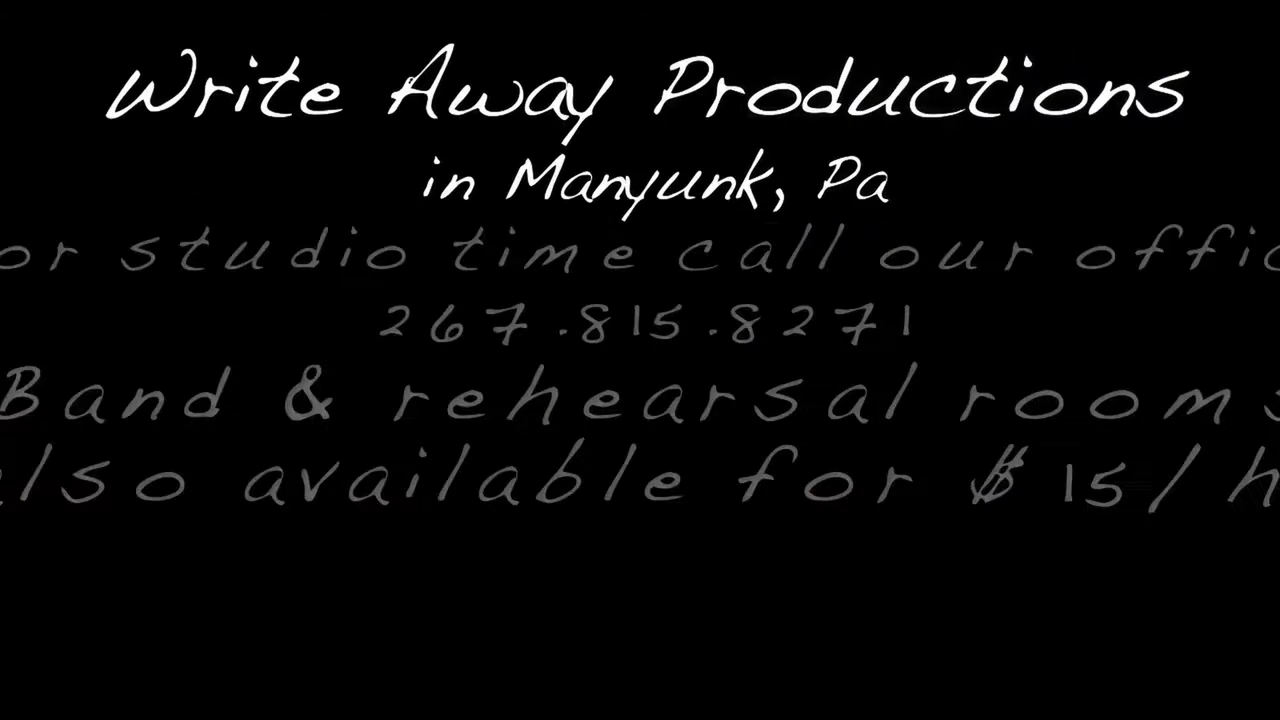 Write Away Productions
in Manyunk, Pa
or studio time call our offic
267.815.8271
Band & rehearsal rooms
lso available for $15/h